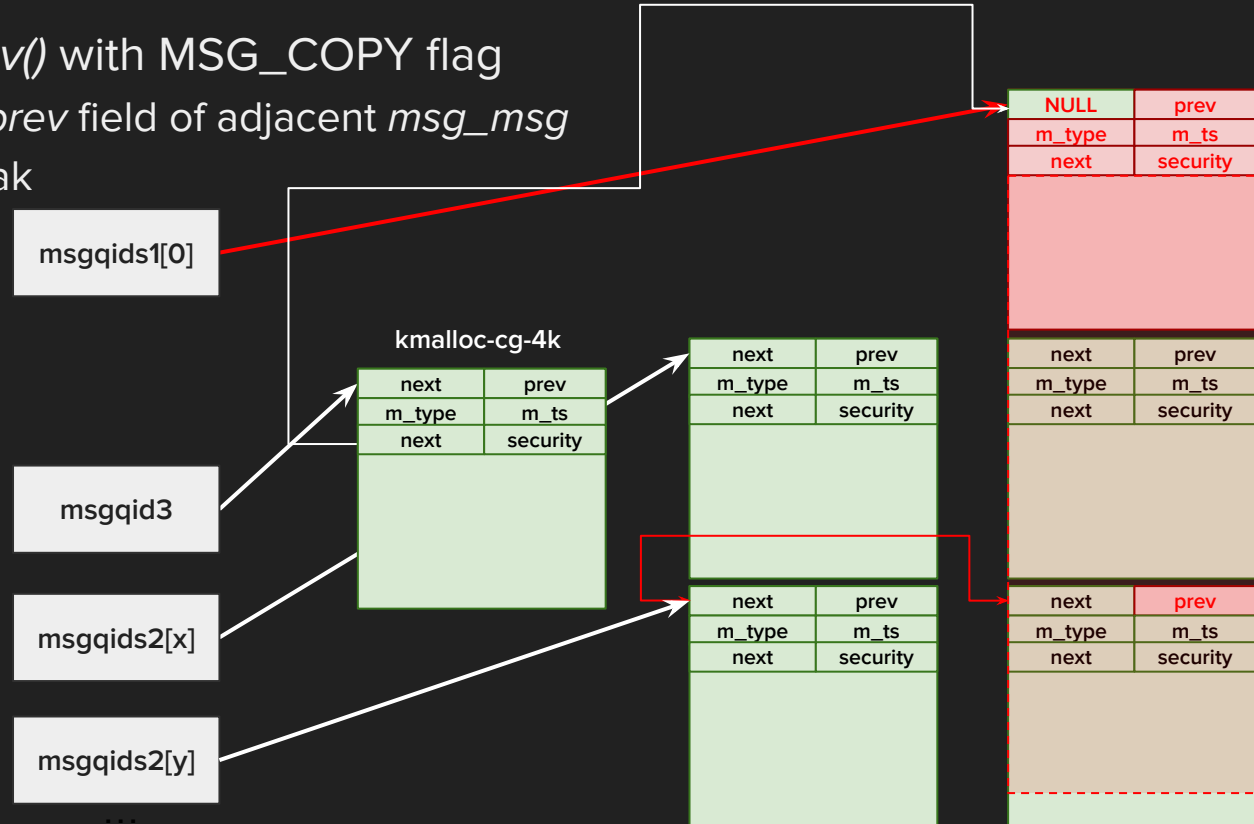 v() with MSG_COPY flag
prev field of adjacent msg_msg
ak
NULL prev
m_type m_ts
next security
msgqids1[0]
kmalloc-cg-4k
next prev
m_type m_ts
next security
next prev
m_type m_ts
next security
next prev
m_type m_ts
next security
msgqid3
msgqids2[x]
next prev
m_type m_ts
next security
next prev
m_type m_ts
next security
msgqids2[y]
...